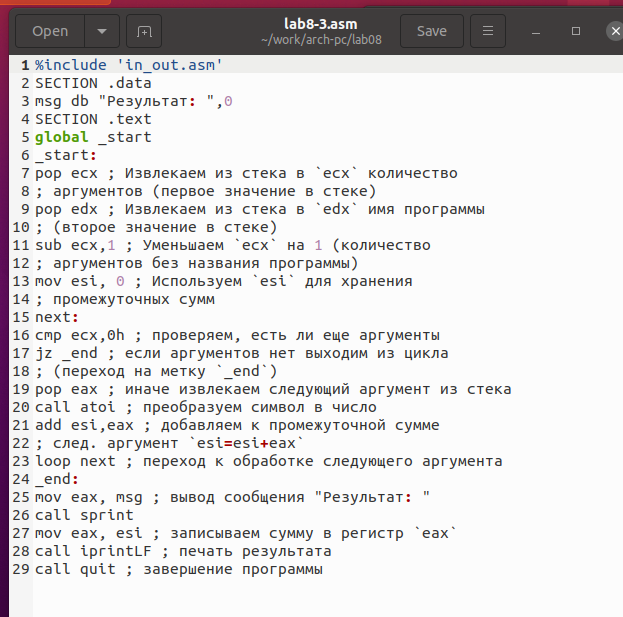 Open
lab8-3.asm
~/work/arch-pc/lab08
Save
1 %include 'in_out.asm'
2 SECTION .data
3 msg db "Результат: ",0
4 SECTION .text
5 global _start
6 _start:
7 pop ecx ; Извлекаем из стека в `ecx` количество
8 ; аргументов (первое значение в стеке)
9 pop edx ; Извлекаем из стека в `edx` имя программы
10 ; (второе значение в стеке)
11 sub ecx,1 ; Уменьшаем `ecx` на 1 (количество
12 ; аргументов без названия программы)
13 mov esi, 0 ; Используем `esi` для хранения
14 ; промежуточных сумм
15 next:
16 cmp ecx,0h ; проверяем, есть ли еще аргументы
17 jz _end ; если аргументов нет выходим из цикла
18 ; (переход на метку `_end`)
19 pop eax ; иначе извлекаем следующий аргумент из стека
20 call atoi ; преобразуем символ в число
21 add esi,eax ; добавляем к промежуточной сумме
22 ; след. аргумент `esi=esi+eax`
23 loop next ; переход к обработке следующего аргумента
24 _end:
25 mov eax, msg ; вывод сообщения "Результат: "
26 call sprint
27 mov eax, esi ; записываем сумму в регистр `eax`
28 call iprintLF ; печать результата
29 call quit ; завершение программы